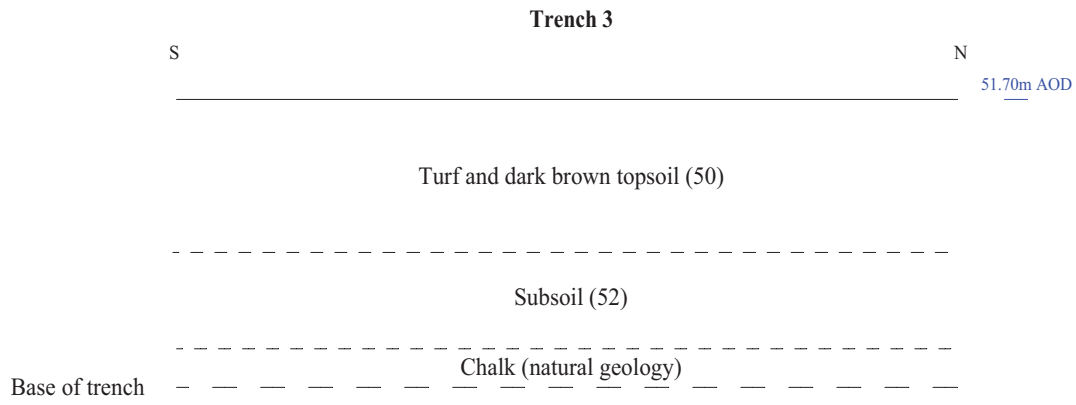 Trench 3
S
N
51.70m AOD
Turf and dark brown topsoil (50)
Subsoil (52)
Chalk (natural geology)
Base of trench